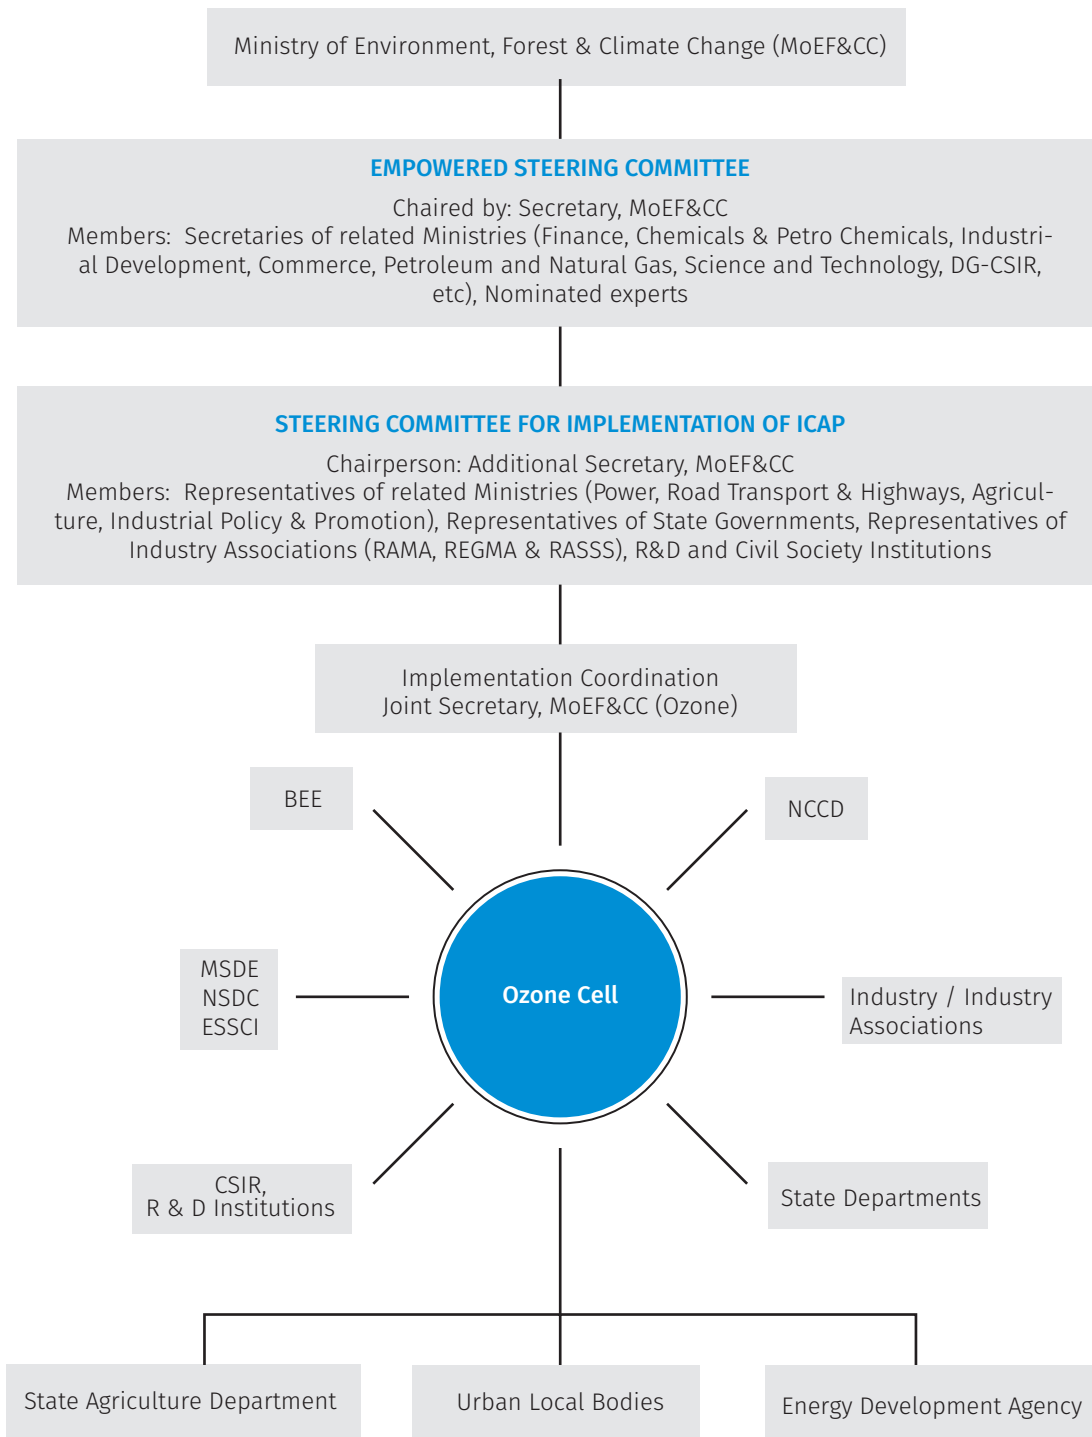 Ministry of Environment, Forest & Climate Change (MoEF&CC)
EMPOWERED STEERING COMMITTEE
Chaired by: Secretary, MoEF&CC
Members: Secretaries of related Ministries (Finance, Chemicals & Petro Chemicals, Industri-
al Development, Commerce, Petroleum and Natural Gas, Science and Technology, DG-CSIR,
etc), Nominated experts
STEERING COMMITTEE FOR IMPLEMENTATION OF ICAP
Chairperson: Additional Secretary, MoEF&CC
Members: Representatives of related Ministries (Power, Road Transport & Highways, Agricul-
ture, Industrial Policy & Promotion), Representatives of State Governments, Representatives of
Industry Associations (RAMA, REGMA & RASSS), R&D and Civil Society Institutions
Implementation Coordination
Joint Secretary, MoEF&CC (Ozone)
BEE
NCCD
MSDE
NSDC
ESSCI
Ozone Cell
Industry / Industry
Associations
CSIR,
R & D Institutions
State Departments
State Agriculture Department
Urban Local Bodies
Energy Development Agency